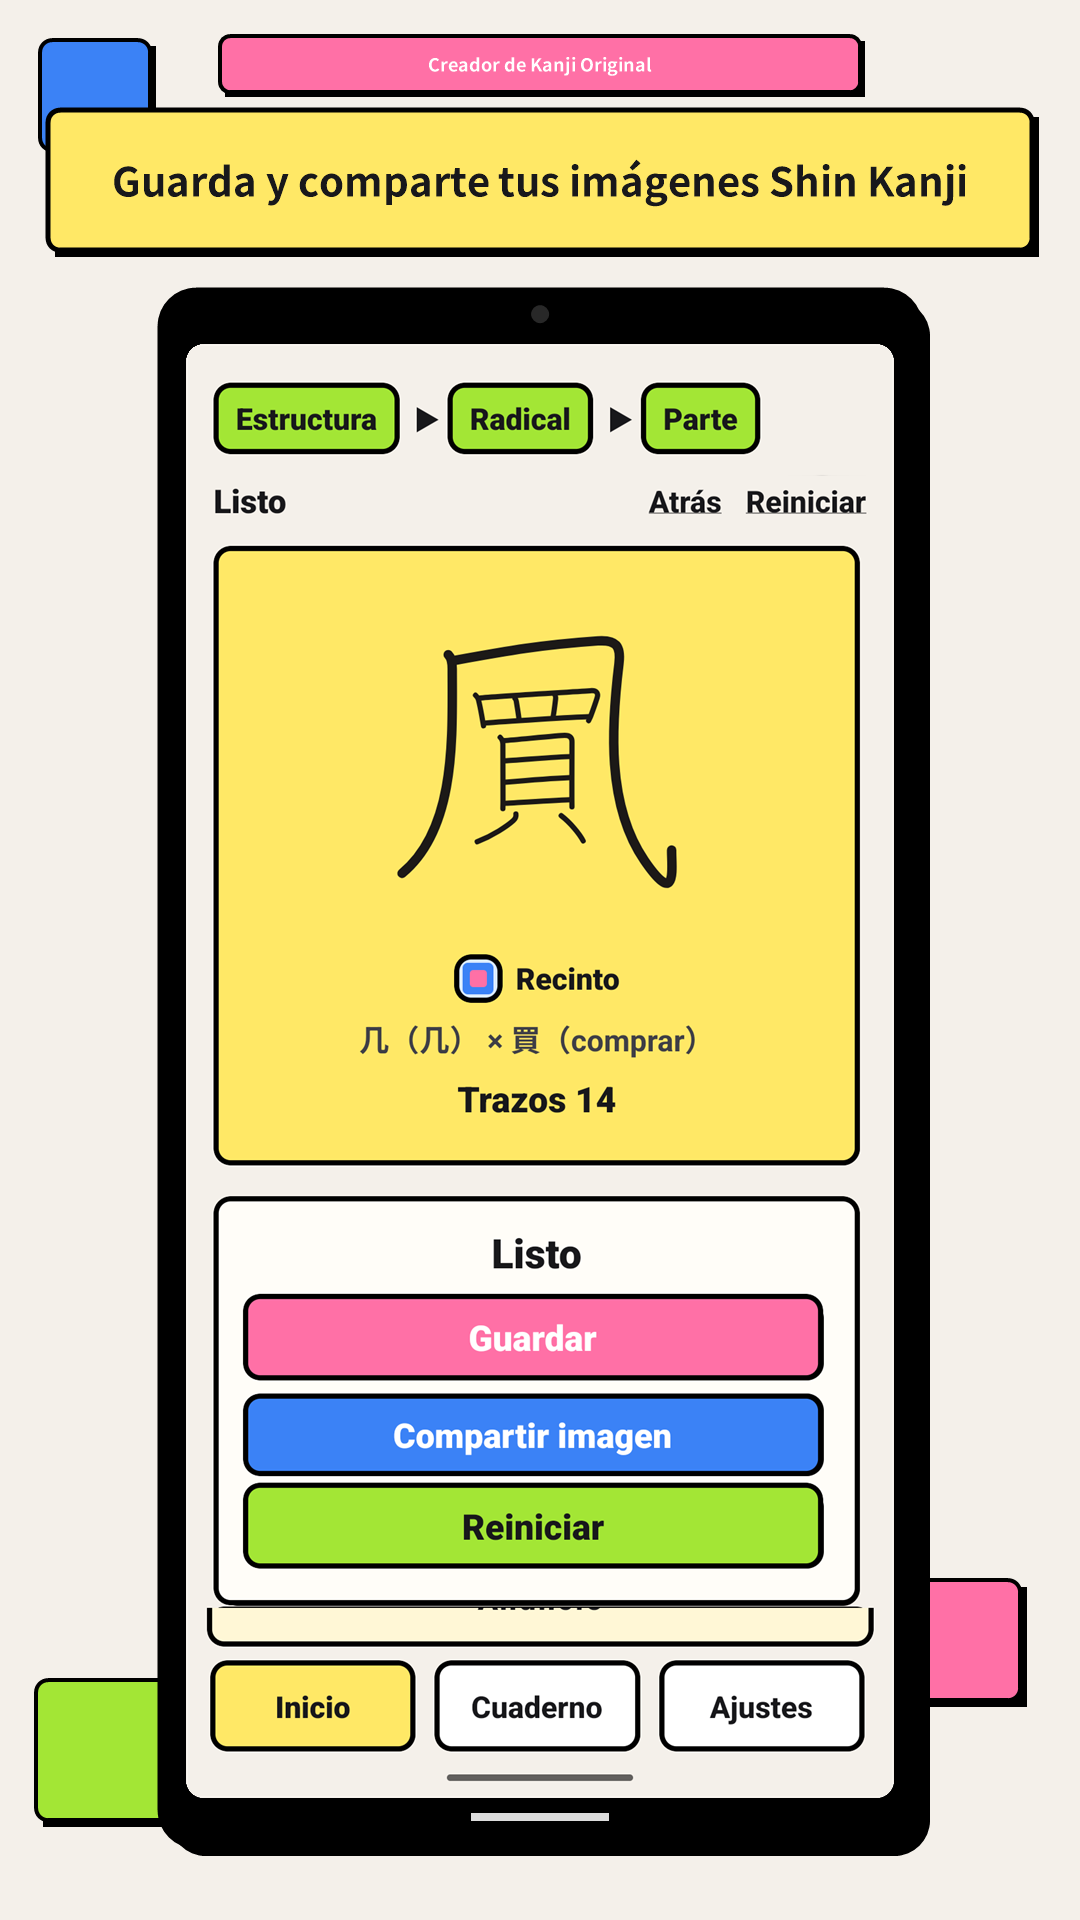 Creador de Kanji Original
Guarda y comparte tus imágenes Shin Kanji
Estructura ▶ Radical ▶ Parte
Listo Atrás Reiniciar
Recinto
几（几） × 買（comprar）
Trazos 14
Listo
Guardar
Compartir imagen
Reiniciar
Inicio Cuaderno Ajustes